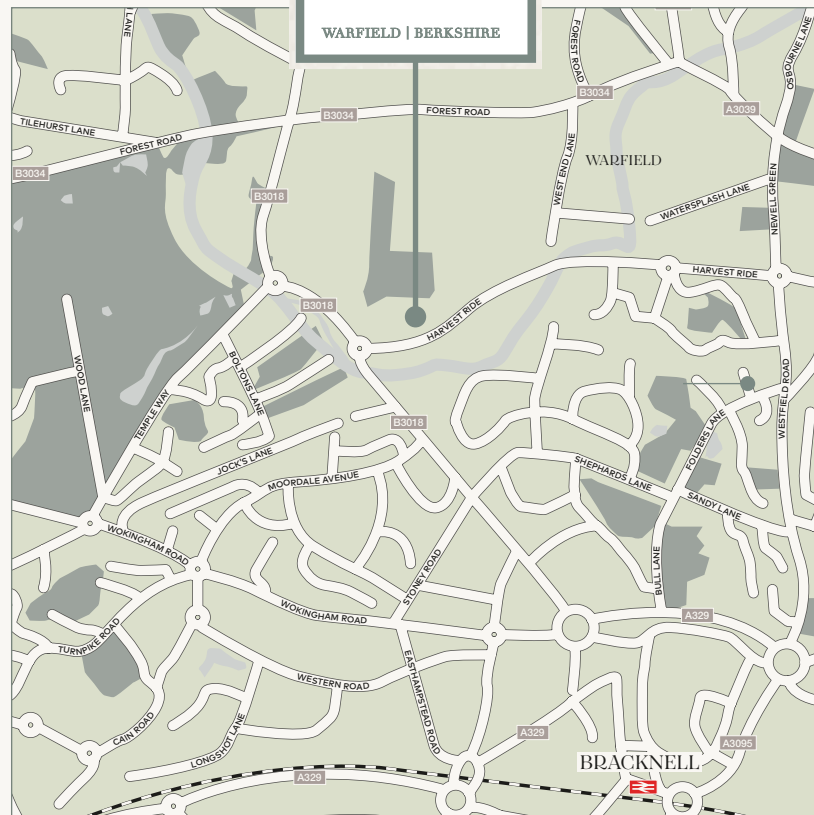 WARFIELD | BERKSHIRE
LANE
FOREST ROAD
OSBOURNE LANE
B3034
B3034
FOREST ROAD
A3039
TILEHURST LANE
FOREST ROAD
B3034
WEST END LANE
WARFIELD
WATERSPLASH LANE
NEWELL GREEN
B3018
HARVEST RIDE
B3018
HARVEST RIDE
WOOD LANE
BOLTONS LANE
TEMPLE WAY
WESTFIELD ROAD
B3018
FOLDERS LANE
JOCK'S LANE
MOORDALE AVENUE
SHEPHARDS LANE
SANDY LANE
WOKINGHAM ROAD
STONEY ROAD
BULL LANE
WOKINGHAM ROAD
A329
TURNPIKE ROAD
WESTERN ROAD
EASTHAMPSTEAD ROAD
CAIN ROAD
LONGSHOT LANE
A329
A3095
BRACKNELL
A329